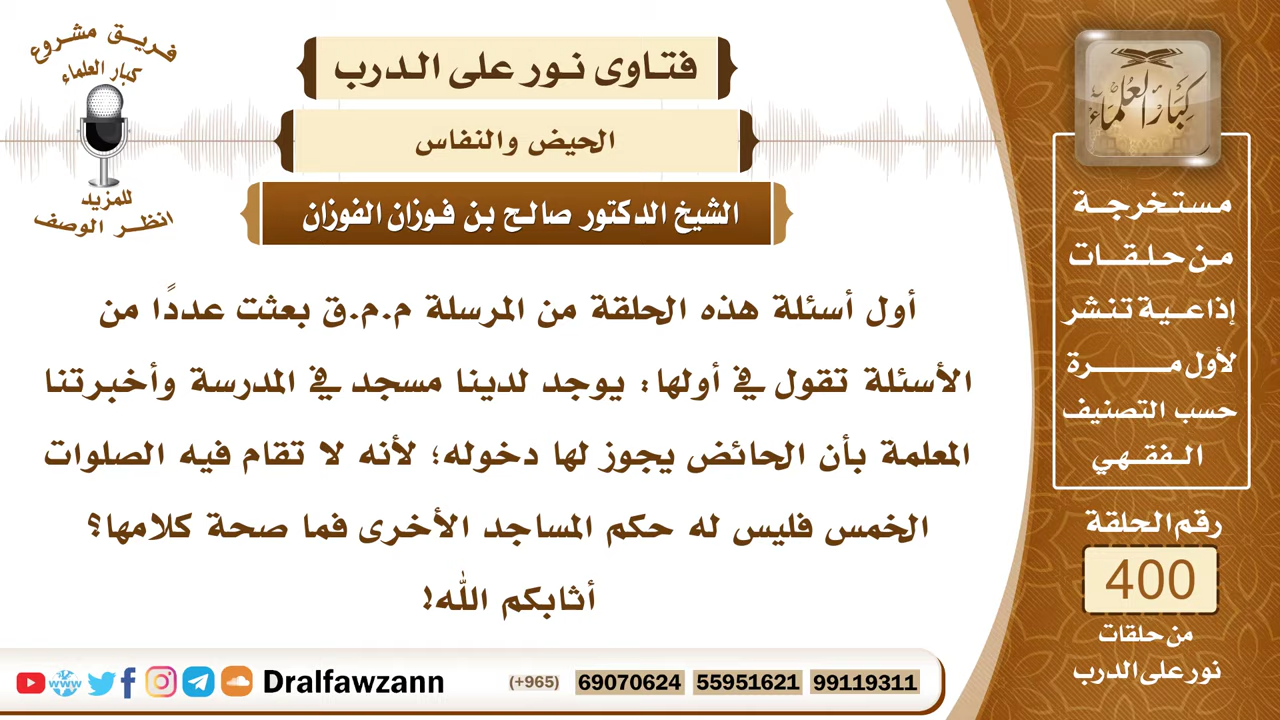 فريق مشروع
كبار العلماء
للمزيد
انظر الوصف
فتاوى نور على الدرب
الحيض والنفاس
الشيخ الدكتور صالح بن فوزان الفوزان
أول أسئلة هذه الحلقة من المرسلة م.م.ق بعثت عددًا من
الأسئلة تقول في أولها: يوجد لدينا مسجد في المدرسة وأخبرتنا
المعلمة بأن الحائض يجوز لها دخوله؛ لأنه لا تقام فيه الصلوات
الخمس فليس له حكم المساجد الأخرى فما صحة كلامها؟
أثابكم الله!
كبار العلماء
مستخرجة
من حلقات
إذاعية تنشر
لأول مرة
حسب التصنيف
الفقهي
رقم الحلقة
400
من حلقات
نور على الدرب
www
Dralfawzann (+965) 69070624 55951621 99119311